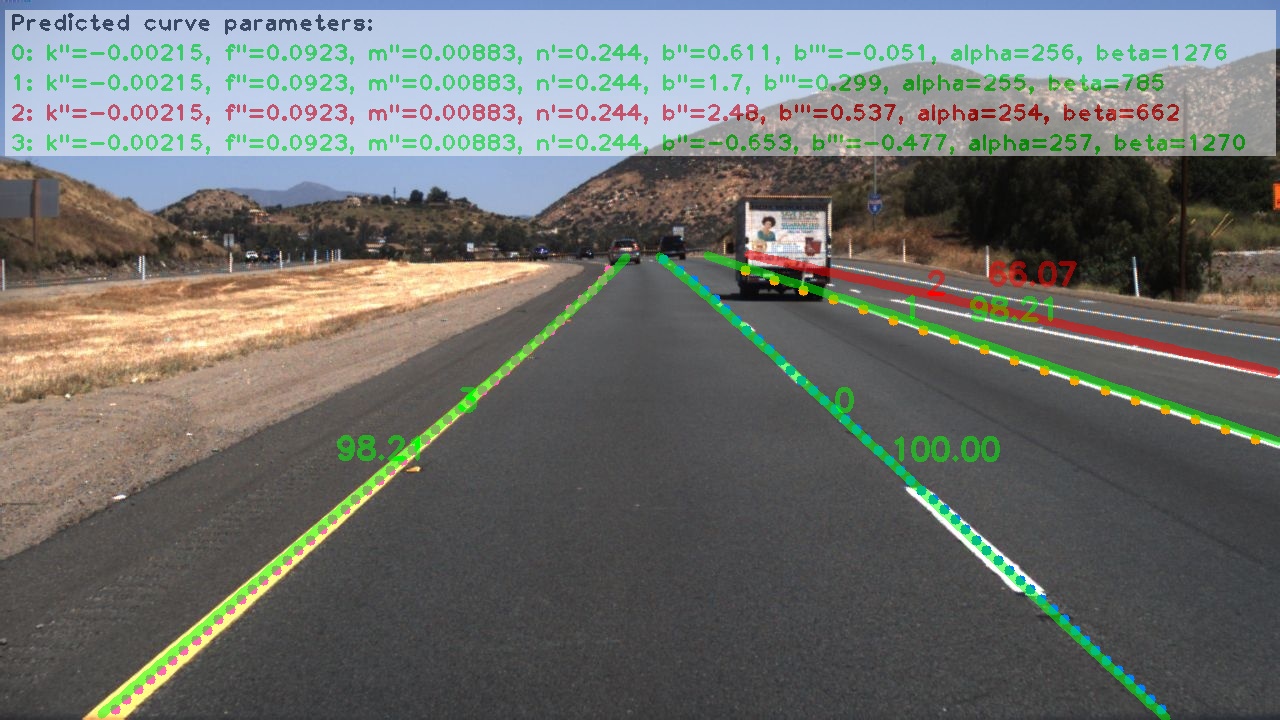 Predicted curve parameters:
0: k"=-0.00215, f"=0.0923, m"=0.00883, n'=0.244, b"=0.611, b'''=-0.051, alpha=256, beta=1276
1: k"=-0.00215, f"=0.0923, m"=0.00883, n'=0.244, b"=1.7, b'''=0.299, alpha=255, beta=785
2: k"=-0.00215, f"=0.0923, m"=0.00883, n'=0.244, b"=2.48, b'''=0.537, alpha=254, beta=662
3: k"=-0.00215, f"=0.0923, m"=0.00883, n'=0.244, b"=-0.653, b'''=-0.477, alpha=257, beta=1270
2 66.07
1 98.21
3 0
98.21 100.00